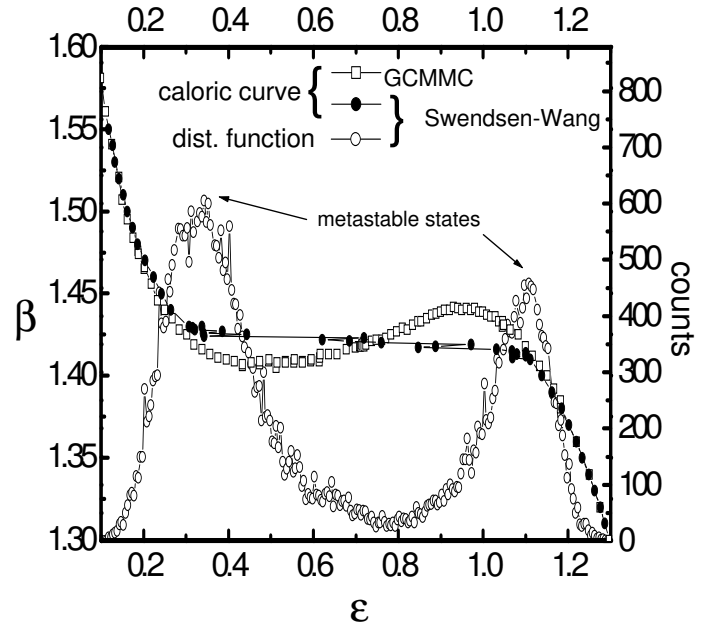 0.2 0.4 0.6 0.8 1.0 1.2
1.60
1.55
1.50
1.45
1.40
1.35
1.30
β
caloric curve { GCMMC
} Swendsen-Wang
dist. function
metastable states
800
700
600
500
400
300
200
100
0
counts
0.2 0.4 0.6 0.8 1.0 1.2
ε